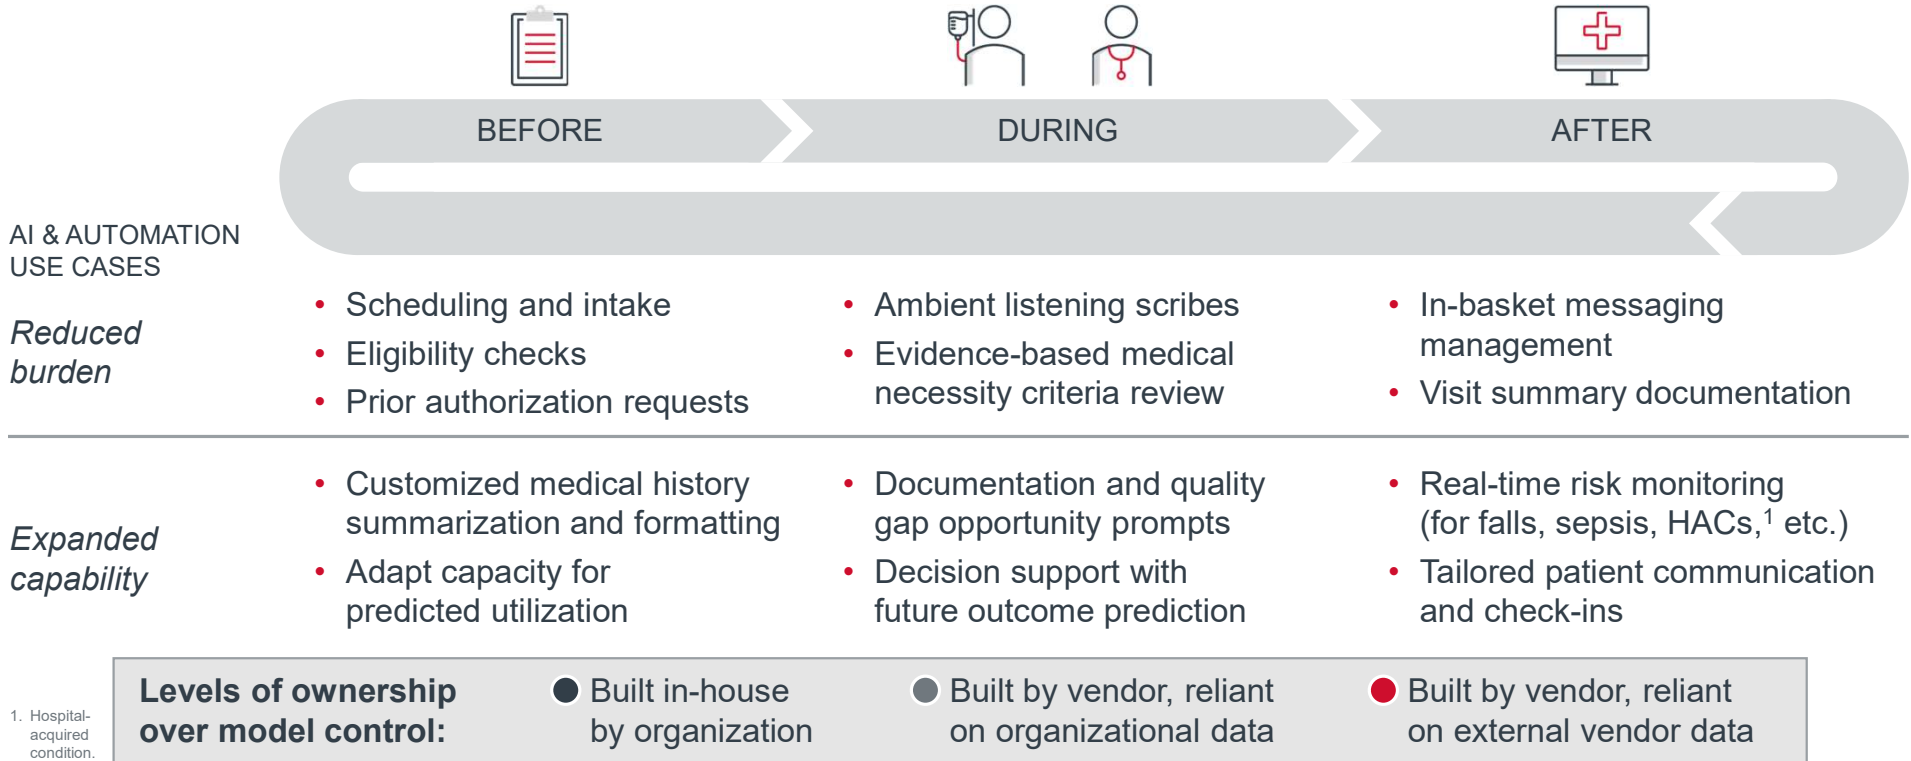 BEFORE
DURING
AFTER
AI & AUTOMATION
USE CASES
Reduced
burden
• Scheduling and intake
• Eligibility checks
• Prior authorization requests
• Ambient listening scribes
• Evidence-based medical
necessity criteria review
• In-basket messaging
management
• Visit summary documentation
Expanded
capability
• Customized medical history
summarization and formatting
• Adapt capacity for
predicted utilization
• Documentation and quality
gap opportunity prompts
• Decision support with
future outcome prediction
• Real-time risk monitoring
(for falls, sepsis, HACs,¹ etc.)
• Tailored patient communication
and check-ins
Levels of ownership
over model control:
Built in-house
by organization
Built by vendor, reliant
on organizational data
Built by vendor, reliant
on external vendor data
1. Hospital-
acquired
condition.